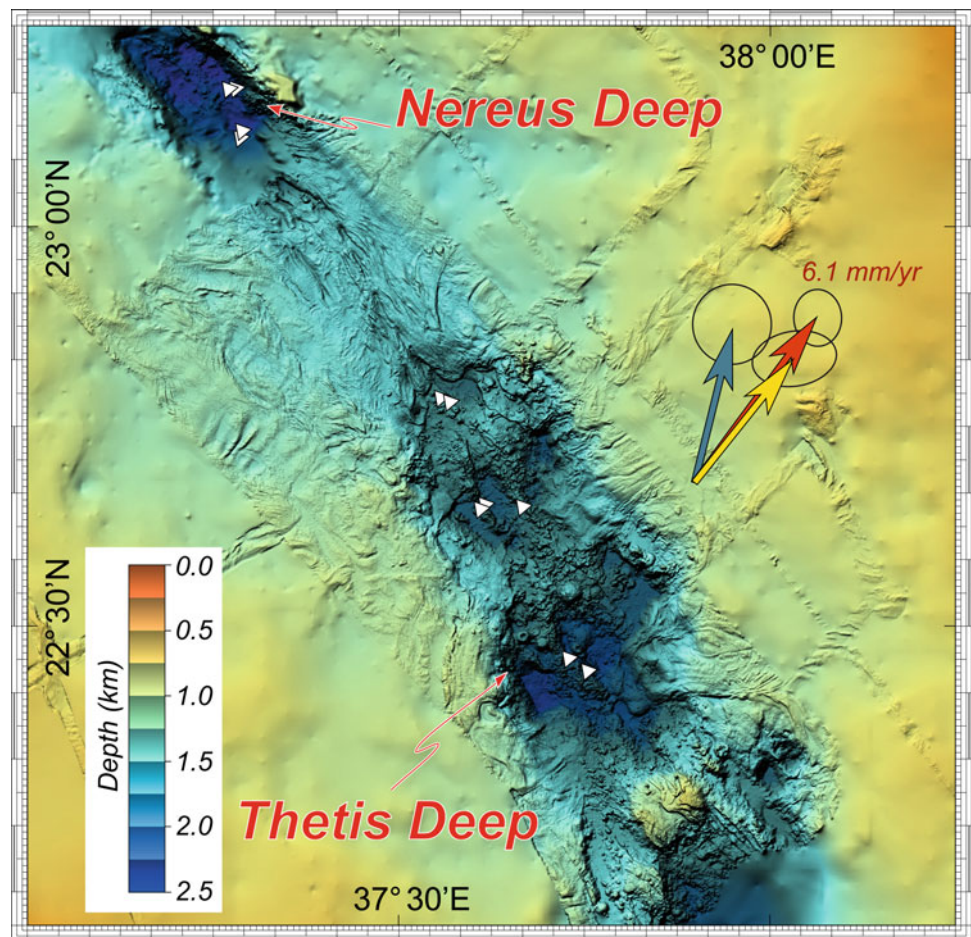 38° 00’E
Nereus Deep
23° 00’N
6.1 mm/yr
22° 30’N
Depth (km)
0.0
0.5
1.0
1.5
2.0
2.5
Thetis Deep
37° 30’E